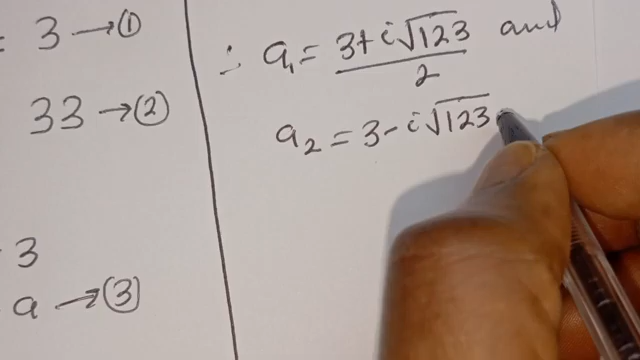 = 3 → ①
33 → ②
= 3
a → ③
∴ a₁ = 3 + i√123 / 2 and
a₂ = 3 - i√123